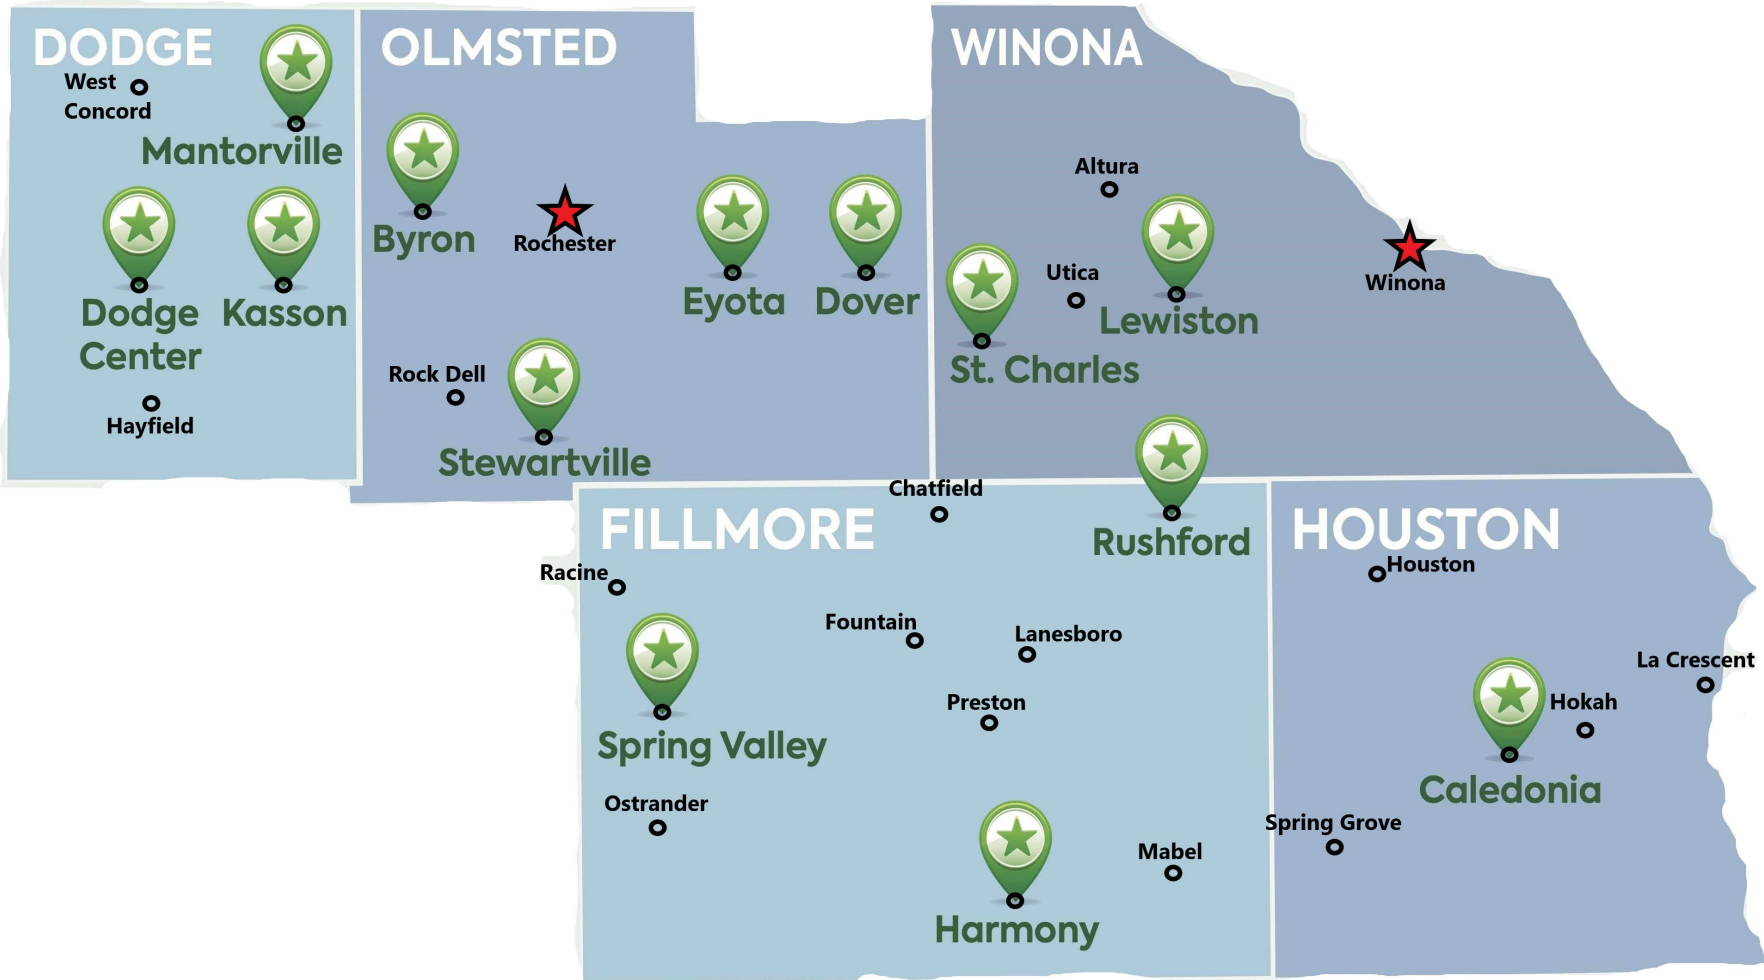 DODGE
West
Concord
Mantorville
Dodge
Center
Kasson
Hayfield
OLMSTED
Byron
Rochester
Eyota
Dover
Rock Dell
Stewartville
WINONA
Altura
Utica
Lewiston
St. Charles
Winona
Rushford
FILLMORE
Chatfield
Racine
Fountain
Lanesboro
Preston
Spring Valley
Ostrander
Harmony
Mabel
HOUSTON
Houston
La Crescent
Hokah
Caledonia
Spring Grove